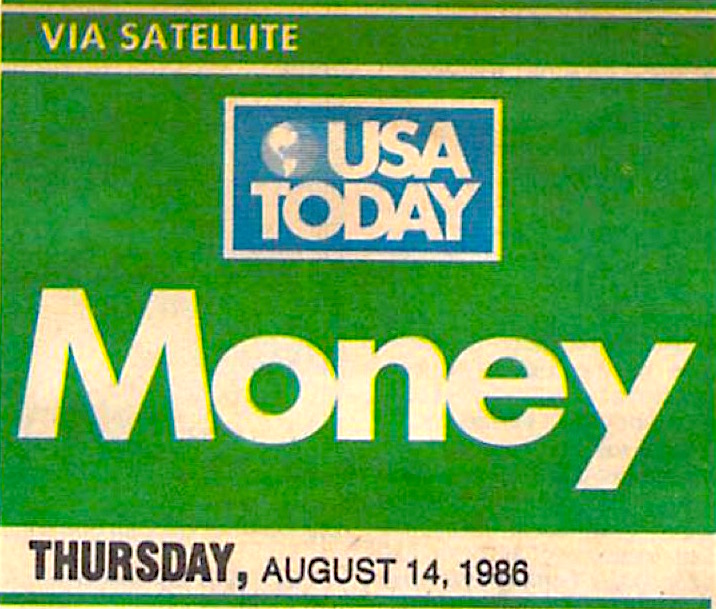 VIA SATELLITE
USA
TODAY
Money
THURSDAY, AUGUST 14, 1986